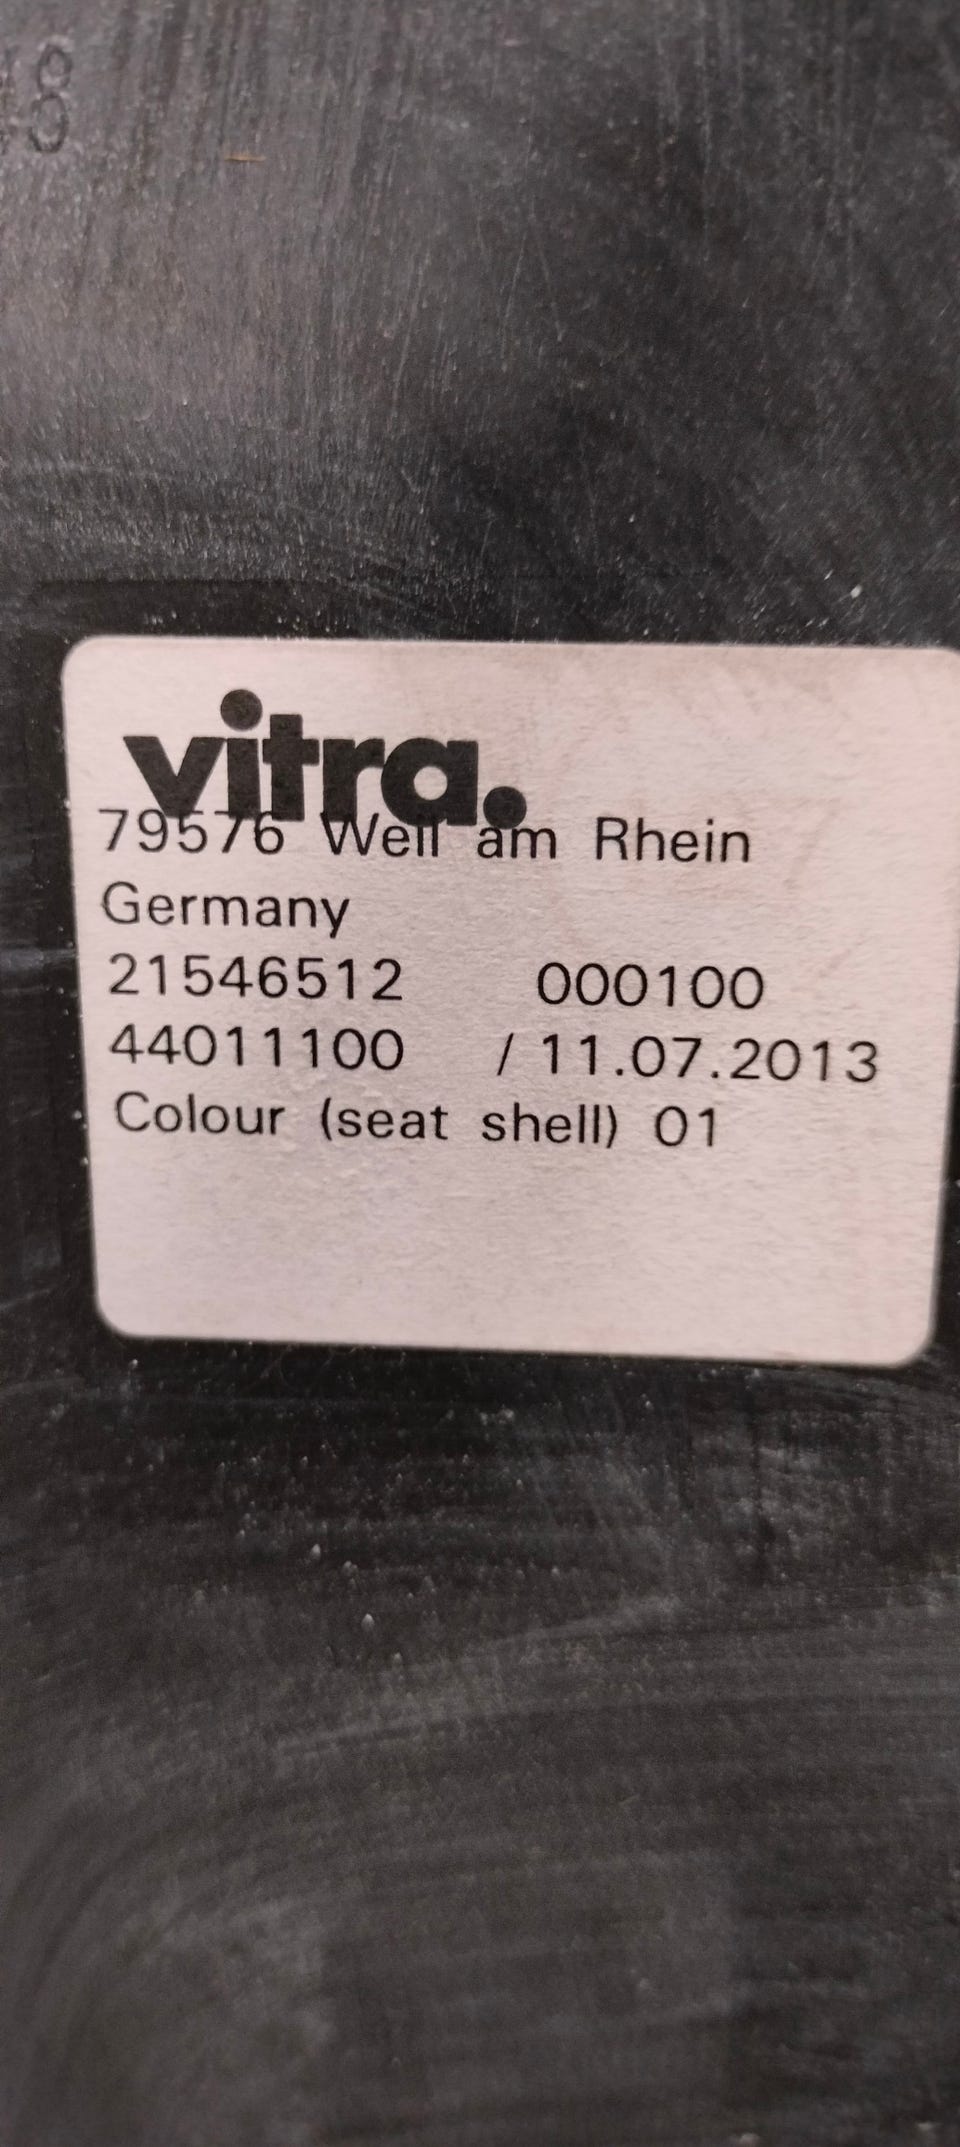 vitra.
79576 Weil am Rhein
Germany
21546512 000100
44011100 / 11.07.2013
Colour (seat shell) 01